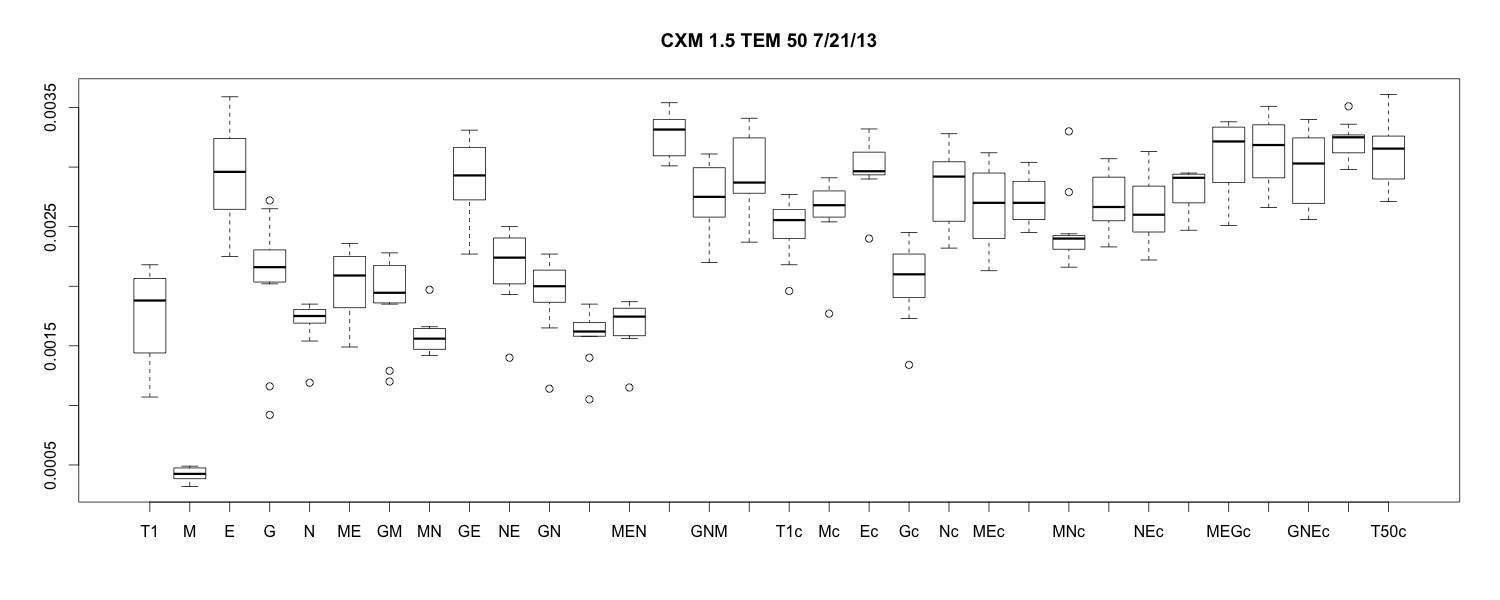 CXM 1.5 TEM 50 7/21/13
0.0035
0.0025
0.0015
0.0005
T1 M E G N ME GM MN GE NE GN MEN GNM T1c Mc Ec Gc Nc MEc MNc NEc MEGc GNEc T50c